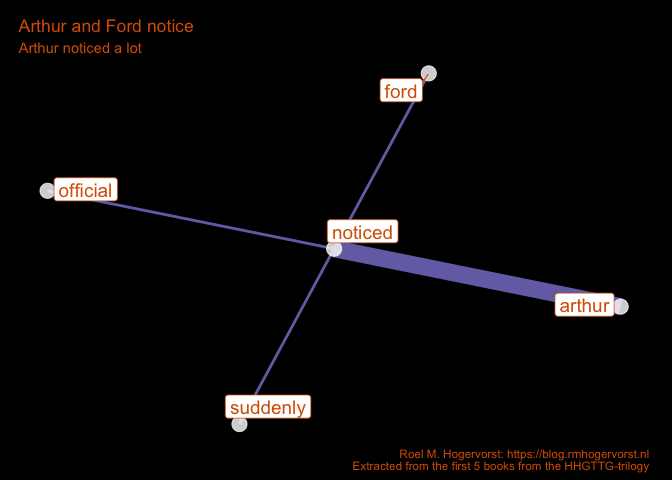 Arthur and Ford notice
Arthur noticed a lot
ford
official
noticed
arthur
suddenly
Roel M. Hogervorst: https://blog.rmhogervorst.nl
Extracted from the first 5 books from the HHGTTG-trilogy